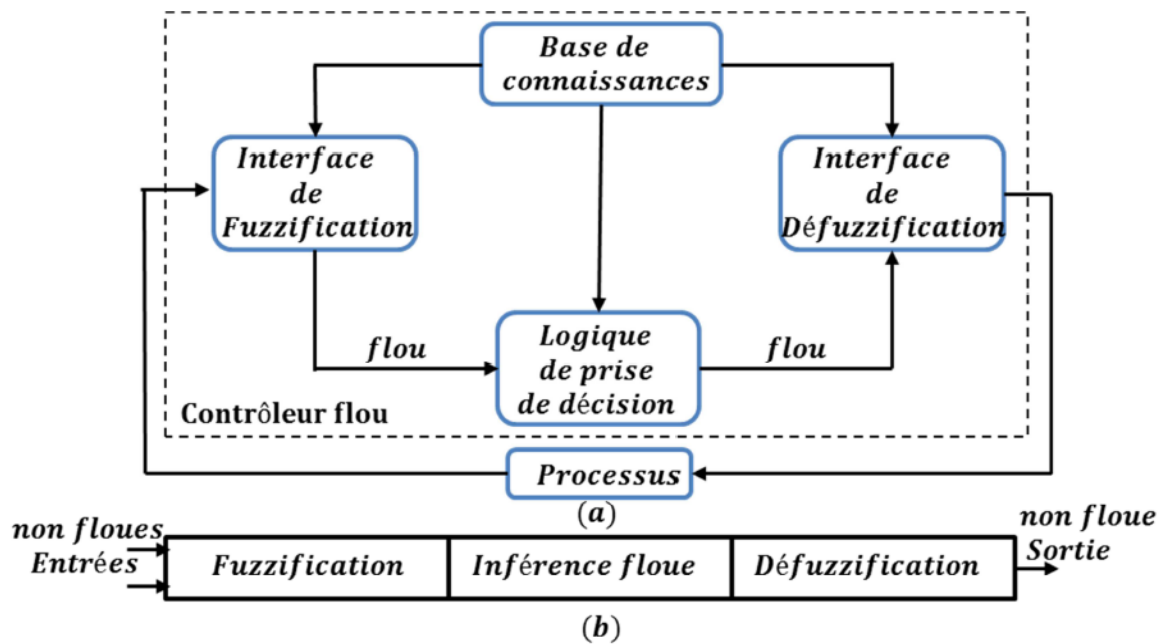 Base de
connaissances
Interface
de
Fuzzification
Interface
de
Défuzzification
flou
Logique
de prise
de décision
flou
Contrôleur flou
Processus
(a)
non floues
Entrées
Fuzzification
Inférence floue
Défuzzification
non floue
Sortie
(b)